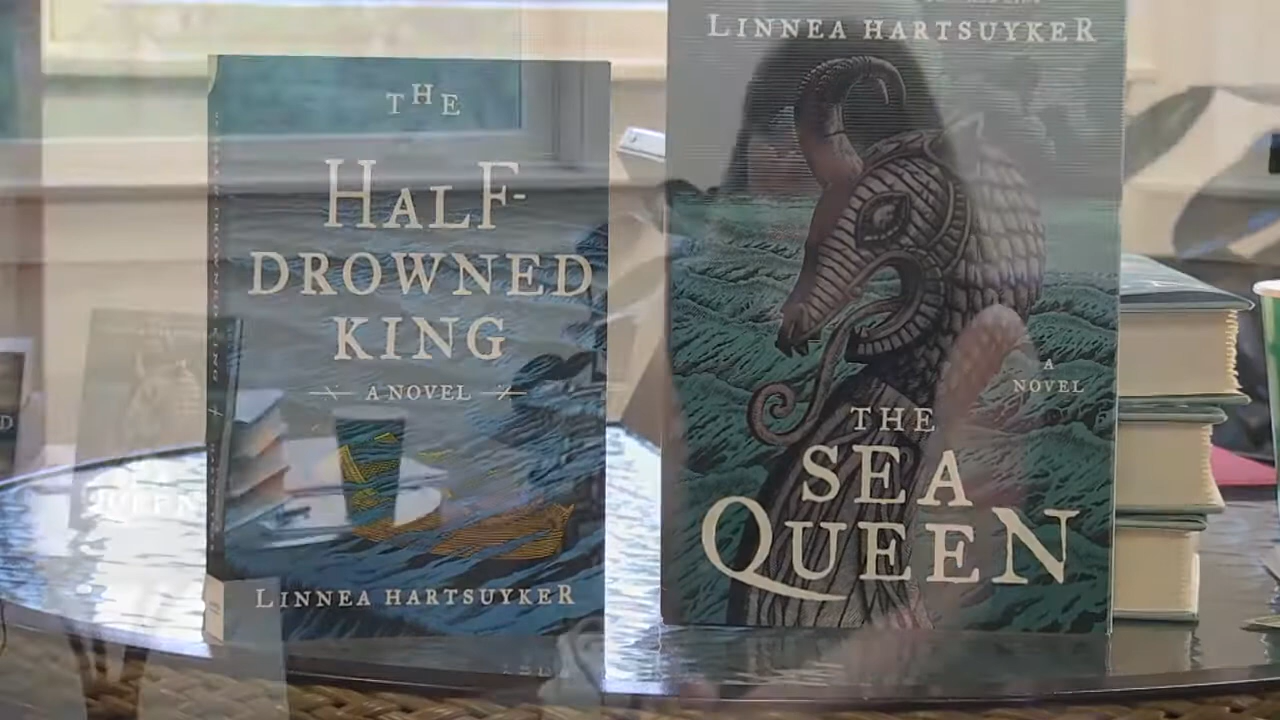 THE
HALF-
DROWNED
KING
A NOVEL
LINNEA HARTSUYKER
LINNEA HARTSUYKER
A
NOVEL
THE
SEA
QUEEN